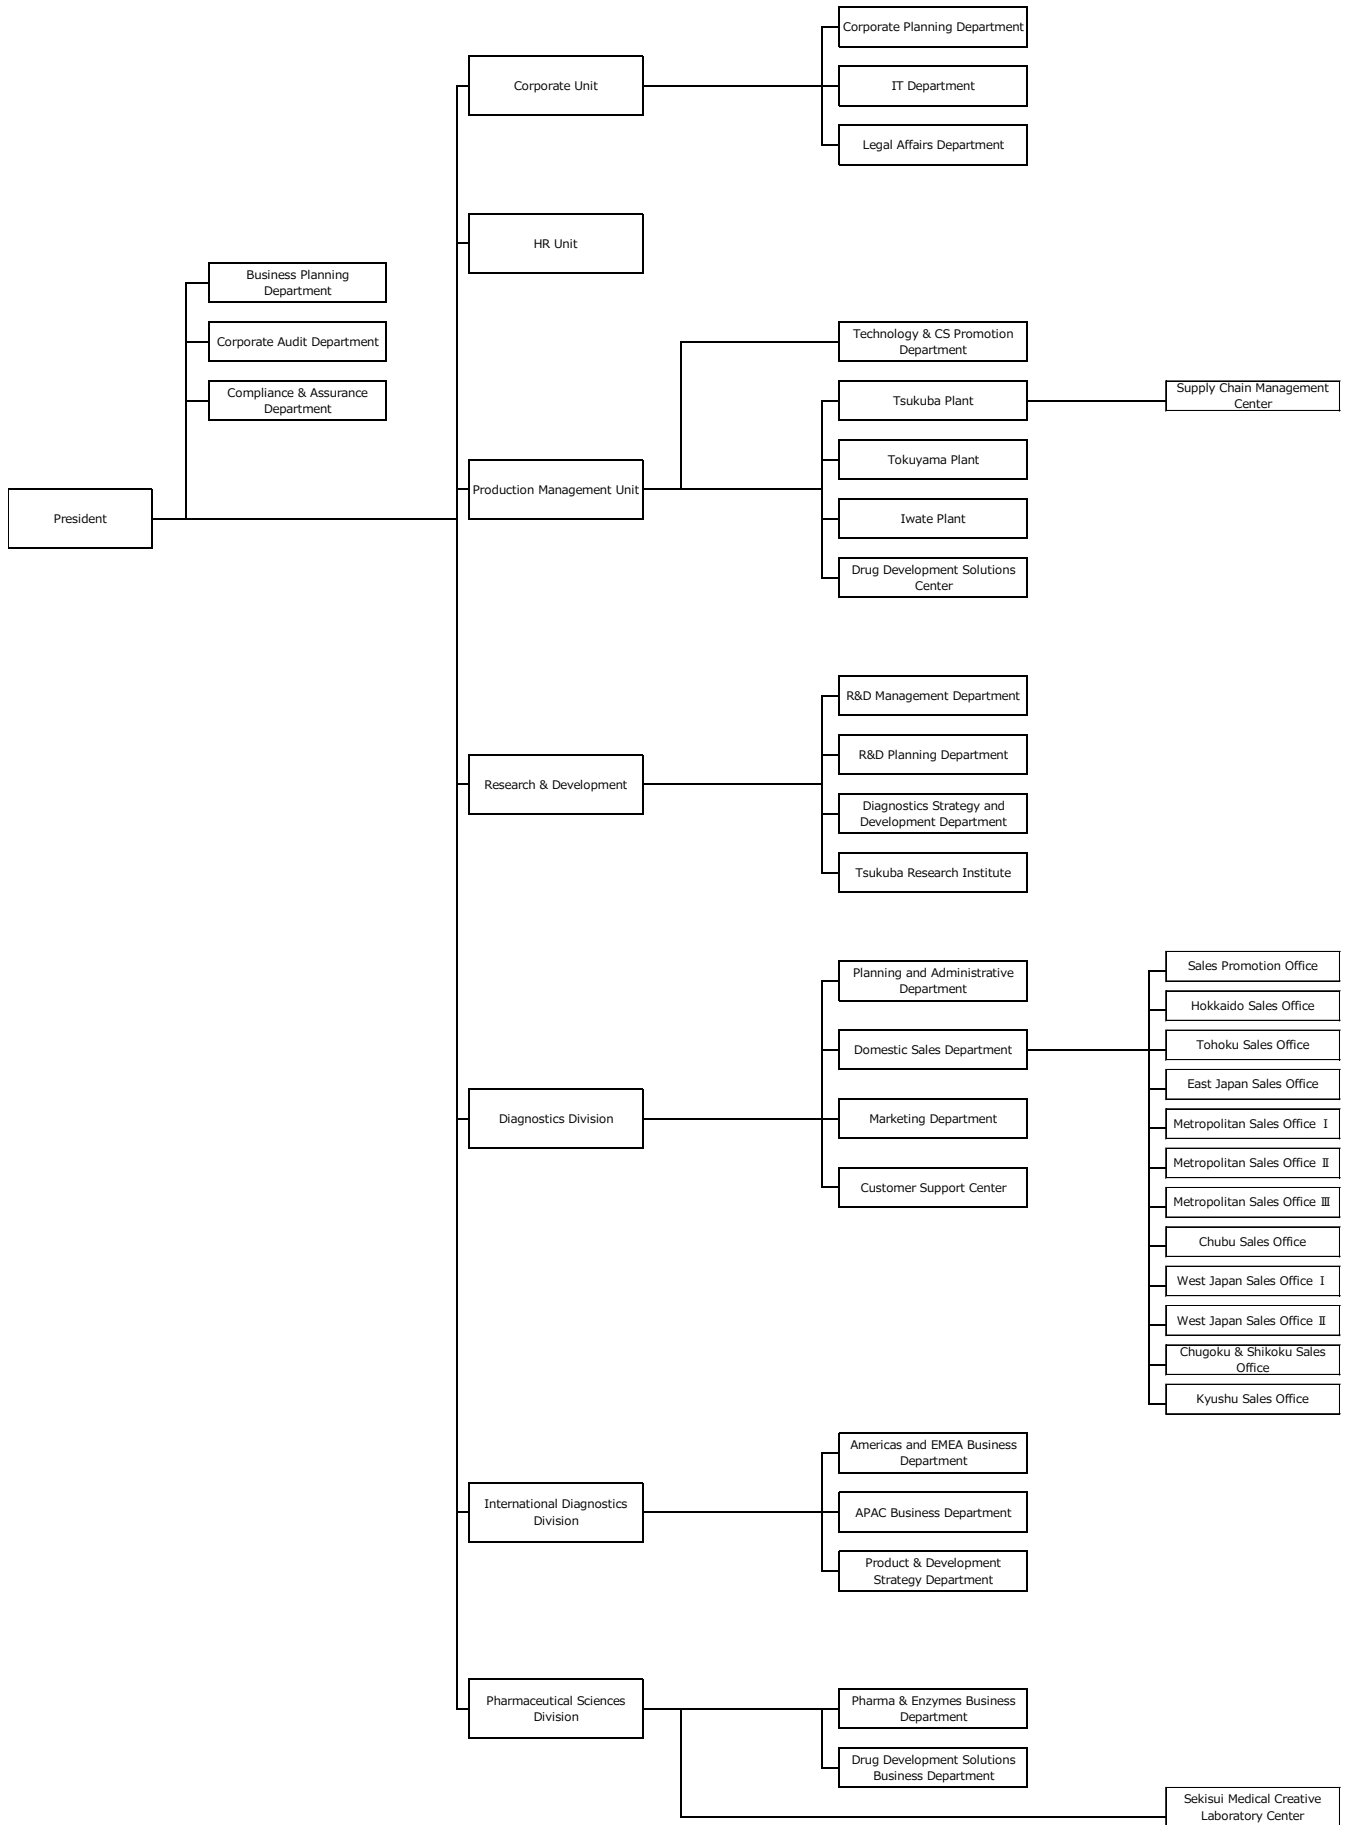 Corporate Planning Department
Corporate Unit
IT Department
Legal Affairs Department
HR Unit
Business Planning
Department
Corporate Audit Department
Compliance & Assurance
Department
President
Technology & CS Promotion
Department
Tsukuba Plant
Supply Chain Management
Center
Tokuyama Plant
Production Management Unit
Iwate Plant
Drug Development Solutions
Center
R&D Management Department
R&D Planning Department
Research & Development
Diagnostics Strategy and
Development Department
Tsukuba Research Institute
Planning and Administrative
Department
Domestic Sales Department
Diagnostics Division
Marketing Department
Customer Support Center
Sales Promotion Office
Hokkaido Sales Office
Tohoku Sales Office
East Japan Sales Office
Metropolitan Sales Office Ⅰ
Metropolitan Sales Office Ⅱ
Metropolitan Sales Office Ⅲ
Chubu Sales Office
West Japan Sales Office Ⅰ
West Japan Sales Office Ⅱ
Chugoku & Shikoku Sales
Office
Kyushu Sales Office
Americas and EMEA Business
Department
International Diagnostics
Division
APAC Business Department
Product & Development
Strategy Department
Pharmaceutical Sciences
Division
Pharma & Enzymes Business
Department
Drug Development Solutions
Business Department
Sekisui Medical Creative
Laboratory Center